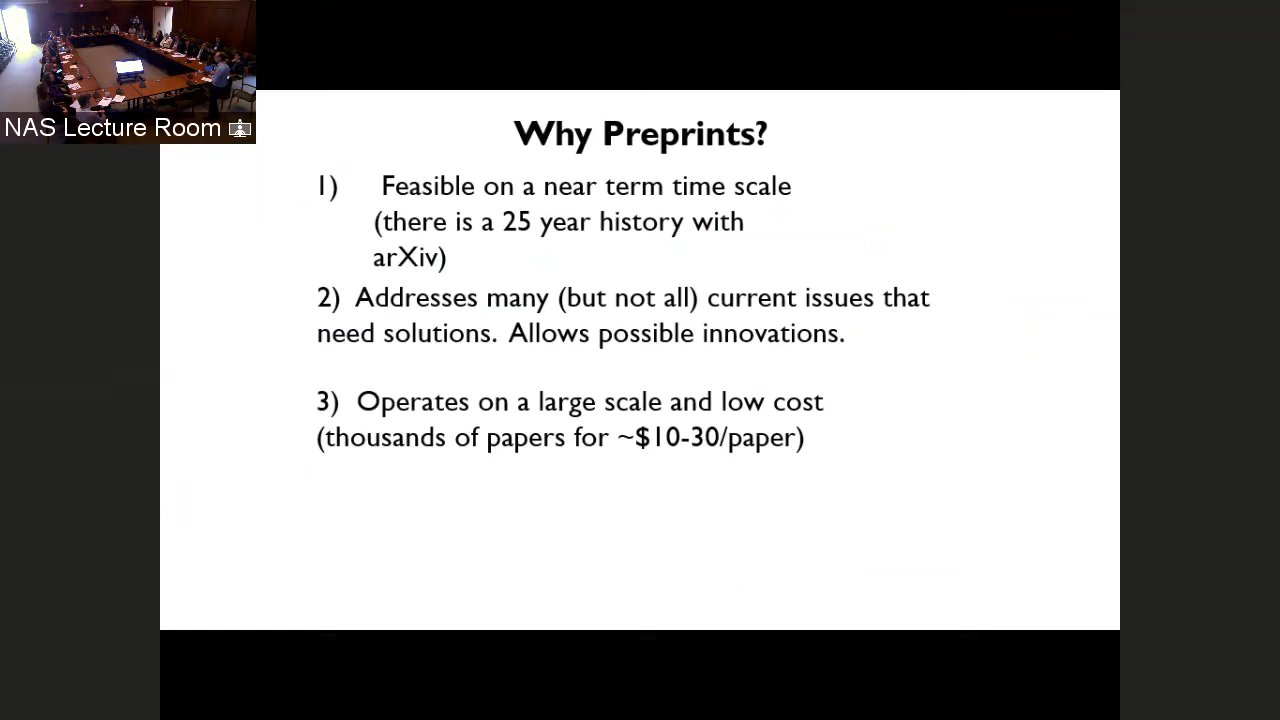 NAS Lecture Room
Why Preprints?
1) Feasible on a near term time scale
(there is a 25 year history with
arXiv)
2) Addresses many (but not all) current issues that
need solutions. Allows possible innovations.
3) Operates on a large scale and low cost
(thousands of papers for ~$10-30/paper)